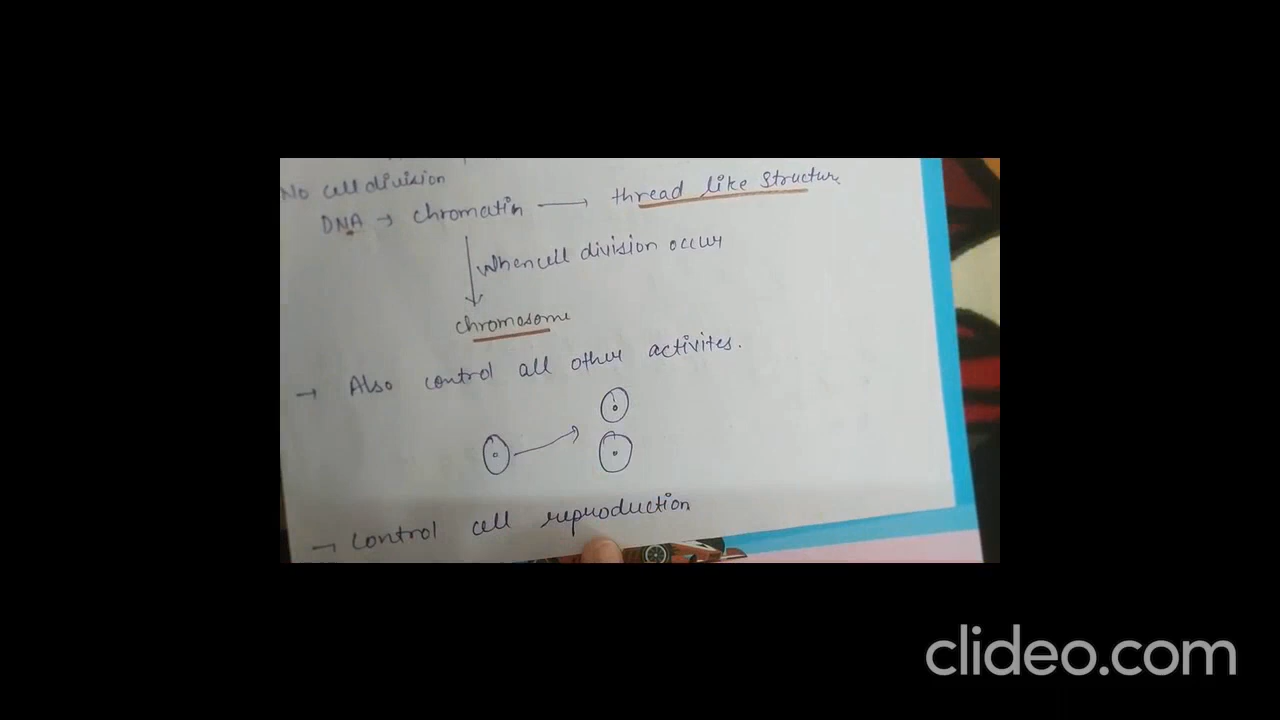 No cell division
DNA → chromatin → thread like structure
When cell division occur
chromosome
→ Also control all other activites.
→ control cell reproduction
clideo.com